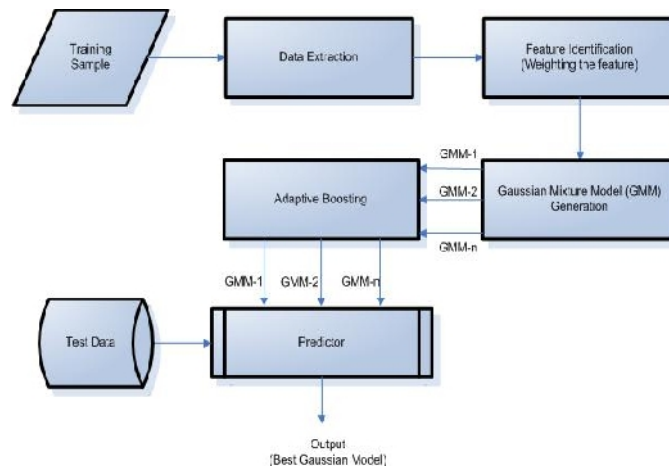 Training
Sample
Data Extraction
Feature Identification
(Weighting the feature)
GMM-1
GMM-2
GMM-n
Adaptive Boosting
Gaussian Mixture Model (GMM)
Generation
GMM-1
GMM-2
GMM-n
Test Data
Predictor
Output
(Best Gaussian Model)